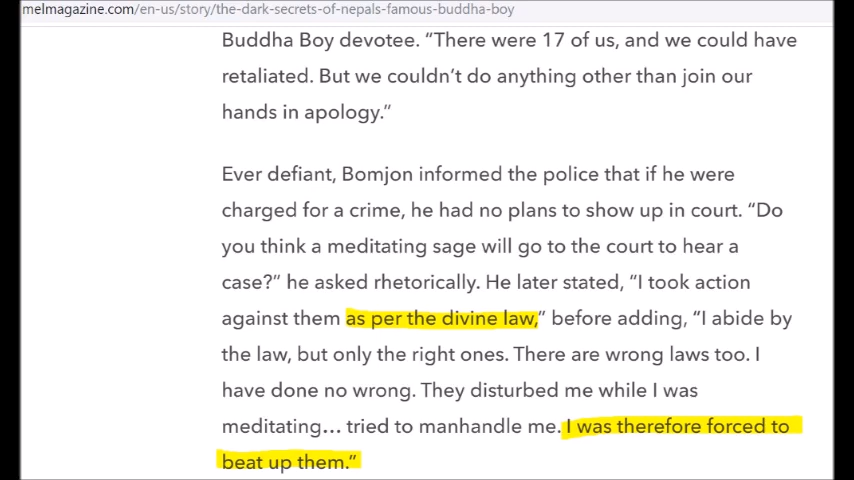 melmagazine.com/en-us/story/the-dark-secrets-of-nepals-famous-buddha-boy
Buddha Boy devotee. “There were 17 of us, and we could have
retaliated. But we couldn’t do anything other than join our
hands in apology.”
Ever defiant, Bomjon informed the police that if he were
charged for a crime, he had no plans to show up in court. “Do
you think a meditating sage will go to the court to hear a
case?” he asked rhetorically. He later stated, “I took action
against them as per the divine law,” before adding, “I abide by
the law, but only the right ones. There are wrong laws too. I
have done no wrong. They disturbed me while I was
meditating… tried to manhandle me. I was therefore forced to
beat up them.”